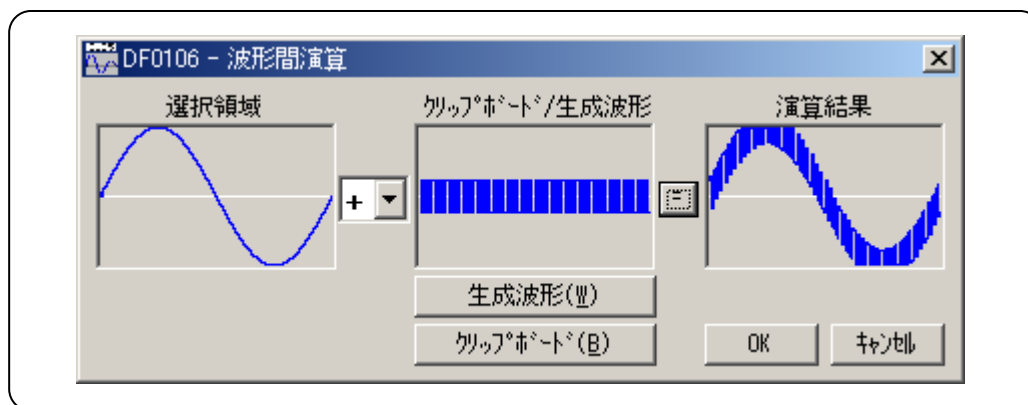 DF0106 - 波形間演算
選択領域
ｸﾘｯﾌﾟﾎﾞｰﾄﾞ/生成波形
演算結果
+
=
生成波形(W)
ｸﾘｯﾌﾟﾎﾞｰﾄﾞ(B)
OK
ｷｬﾝｾﾙ